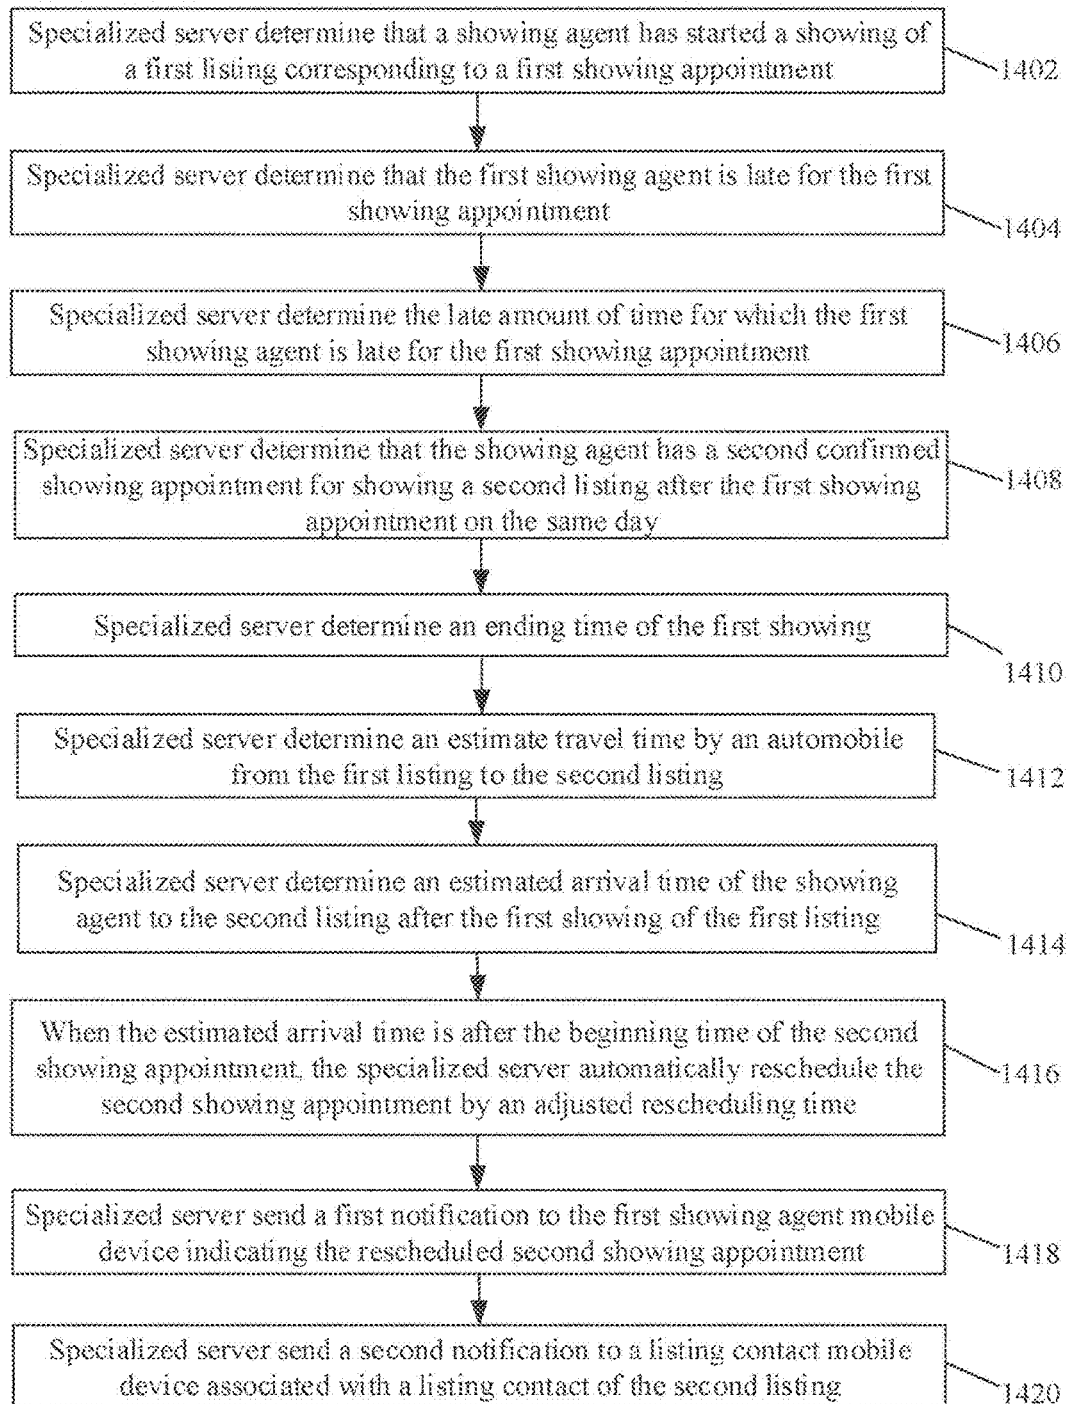 Specialized server determine that a showing agent has started a showing of
a first listing corresponding to a first showing appointment
1402
Specialized server determine that the first showing agent is late for the first
showing appointment
1404
Specialized server determine the late amount of time for which the first
showing agent is late for the first showing appointment
1406
Specialized server determine that the showing agent has a second confirmed
showing appointment for showing a second listing after the first showing
appointment on the same day
1408
Specialized server determine an ending time of the first showing
1410
Specialized server determine an estimate travel time by an automobile
from the first listing to the second listing
1412
Specialized server determine an estimated arrival time of the showing
agent to the second listing after the first showing of the first listing
1414
When the estimated arrival time is after the beginning time of the second
showing appointment, the specialized server automatically reschedule the
second showing appointment by an adjusted rescheduling time
1416
Specialized server send a first notification to the first showing agent mobile
device indicating the rescheduled second showing appointment
1418
Specialized server send a second notification to a listing contact mobile
device associated with a listing contact of the second listing
1420